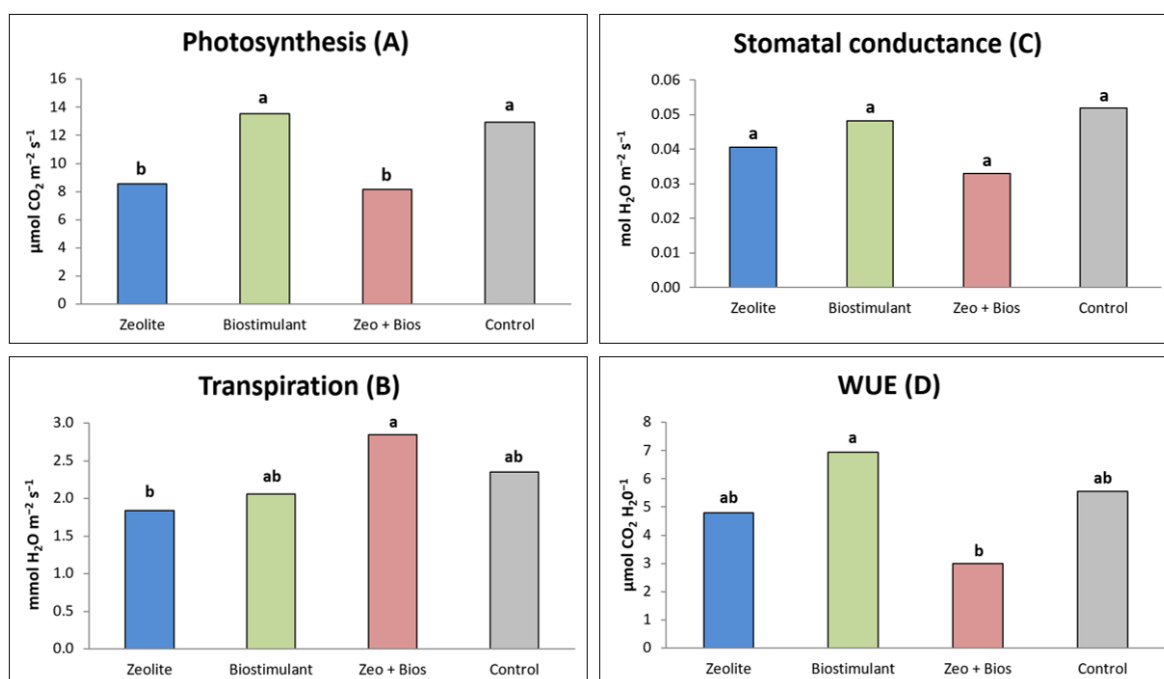 Photosynthesis (A)
μmol CO₂ m⁻² s⁻¹
16
14
12
10
8
6
4
2
0
b
a
b
a
Zeolite
Biostimulant
Zeo + Bios
Control
Stomatal conductance (C)
mol H₂O m⁻² s⁻¹
0.06
0.05
0.04
0.03
0.02
0.01
0.00
a
a
a
a
Zeolite
Biostimulant
Zeo + Bios
Control
Transpiration (B)
mmol H₂O m⁻² s⁻¹
3.0
2.5
2.0
1.5
1.0
0.5
0.0
b
ab
a
ab
Zeolite
Biostimulant
Zeo + Bios
Control
WUE (D)
μmol CO₂ H₂0⁻¹
8
7
6
5
4
3
2
1
0
ab
a
b
ab
Zeolite
Biostimulant
Zeo + Bios
Control